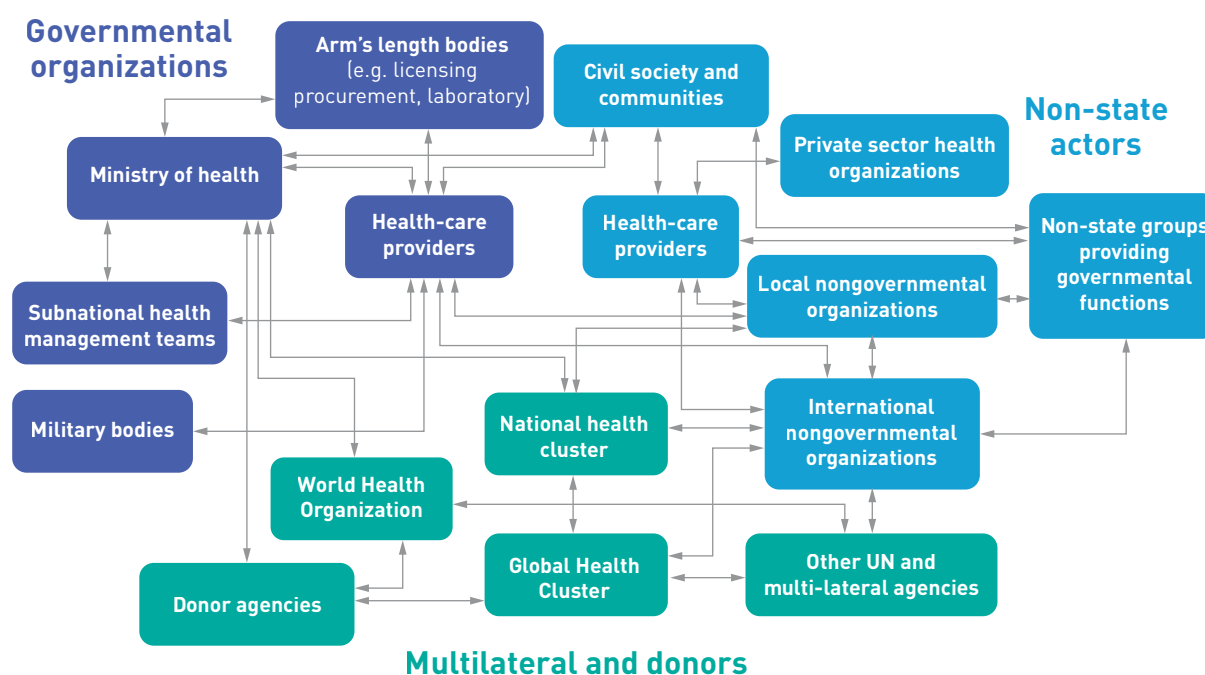 Governmental
organizations
Arm’s length bodies
(e.g. licensing
procurement, laboratory)
Civil society and
communities
Non-state
actors
Private sector health
organizations
Ministry of health
Health-care
providers
Health-care
providers
Non-state groups
providing
governmental
functions
Local nongovernmental
organizations
Subnational health
management teams
Military bodies
National health
cluster
International
nongovernmental
organizations
World Health
Organization
Global Health
Cluster
Other UN and
multi-lateral agencies
Donor agencies
Multilateral and donors